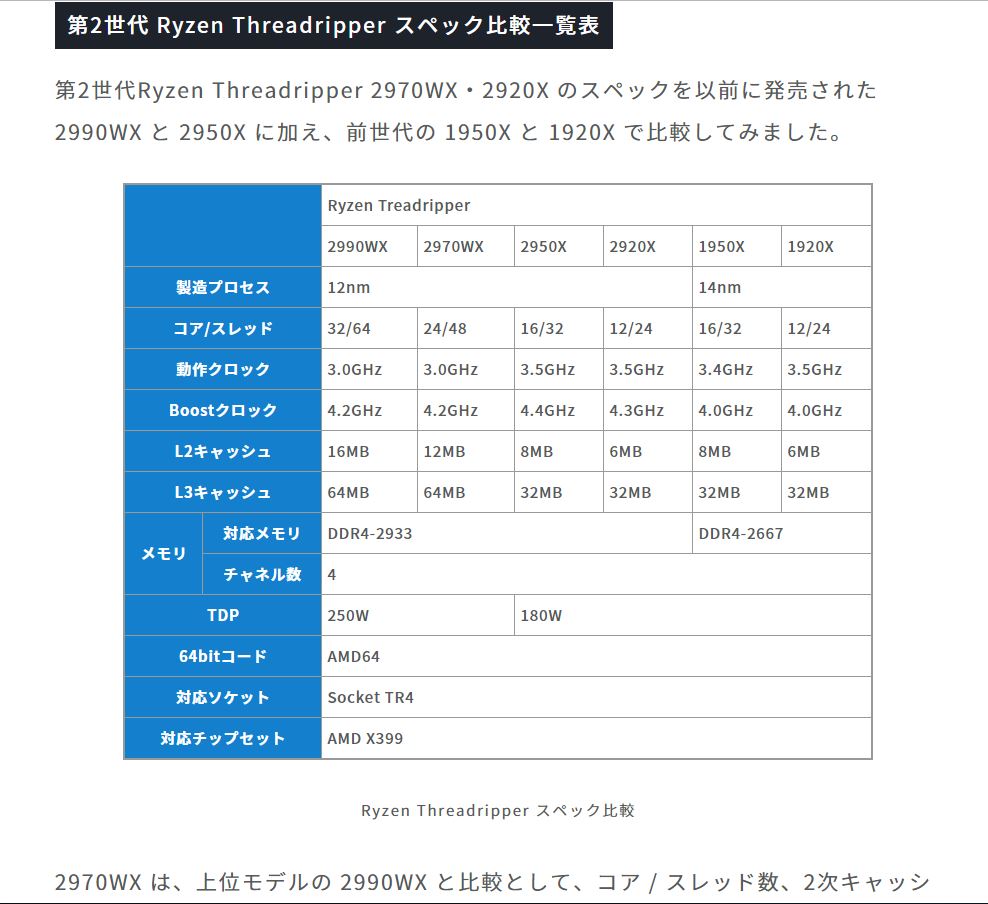 第2世代 Ryzen Threadripper スペック比較一覧表
第2世代Ryzen Threadripper 2970WX・2920X のスペックを以前に発売された
2990WX と 2950X に加え、前世代の 1950X と 1920X で比較してみました。
Ryzen Treadripper
2990WX 2970WX 2950X 2920X 1950X 1920X
製造プロセス 12nm 14nm
コア/スレッド 32/64 24/48 16/32 12/24 16/32 12/24
動作クロック 3.0GHz 3.0GHz 3.5GHz 3.5GHz 3.4GHz 3.5GHz
Boostクロック 4.2GHz 4.2GHz 4.4GHz 4.3GHz 4.0GHz 4.0GHz
L2キャッシュ 16MB 12MB 8MB 6MB 8MB 6MB
L3キャッシュ 64MB 64MB 32MB 32MB 32MB 32MB
メモリ 対応メモリ DDR4-2933 DDR4-2667
チャネル数 4
TDP 250W 180W
64bitコード AMD64
対応ソケット Socket TR4
対応チップセット AMD X399
Ryzen Threadripper スペック比較
2970WX は、上位モデルの 2990WX と比較として、コア / スレッド数、2次キャッシ